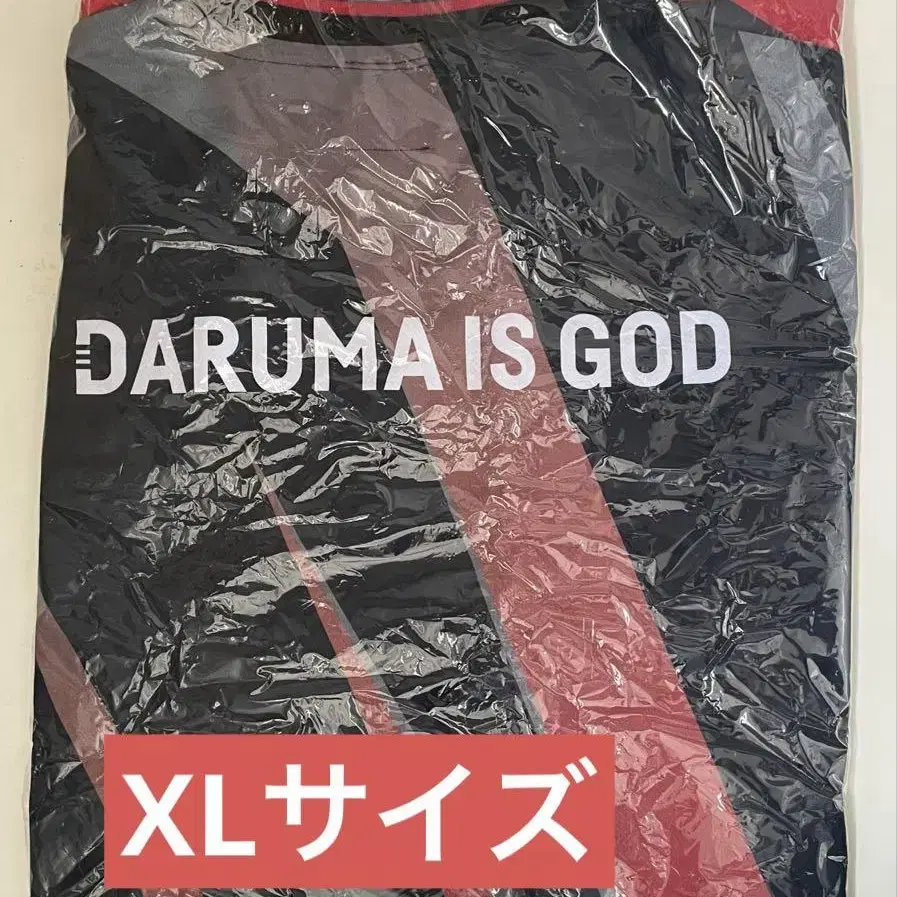 DARUMA IS GOD
XLサイズ